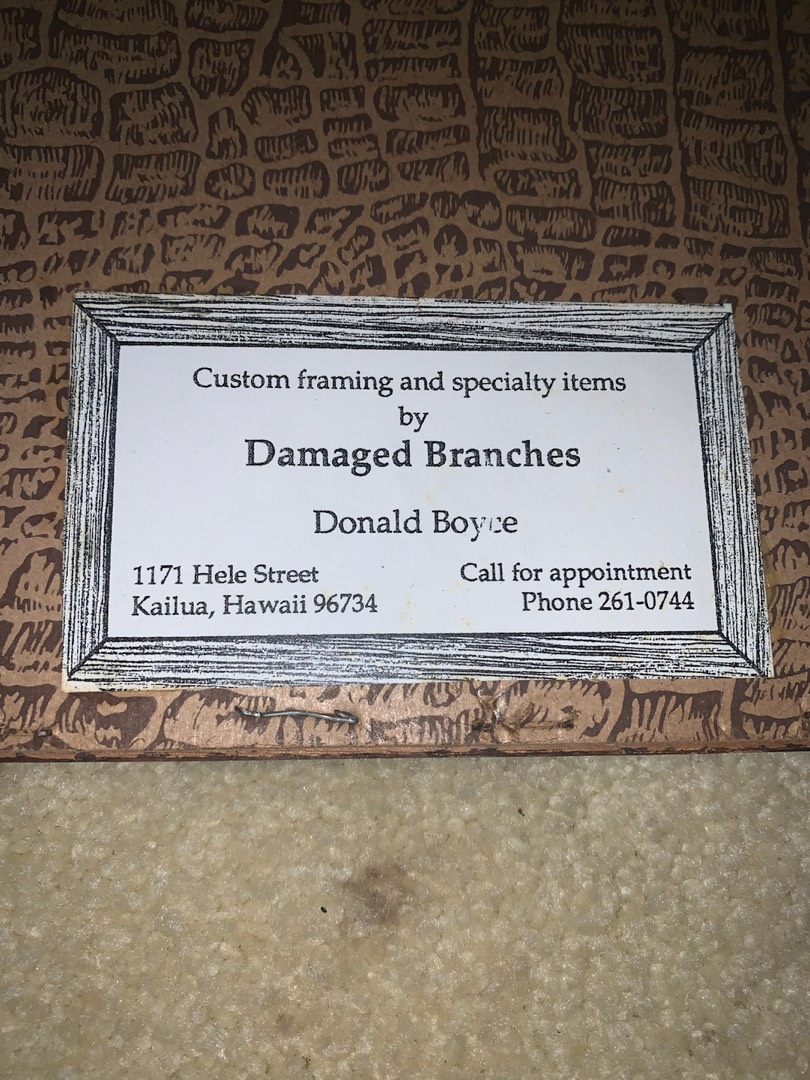 Custom framing and specialty items
by
Damaged Branches
Donald Boyce
1171 Hele Street
Kailua, Hawaii 96734
Call for appointment
Phone 261-0744